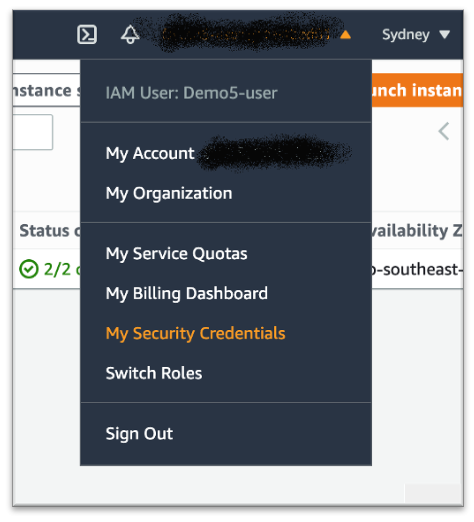 Sydney
nstance s
unch instan
IAM User: Demo5-user
My Account
My Organization
Status c
vailability Z
My Service Quotas
2/2 c
o-southeast-
My Billing Dashboard
My Security Credentials
Switch Roles
Sign Out